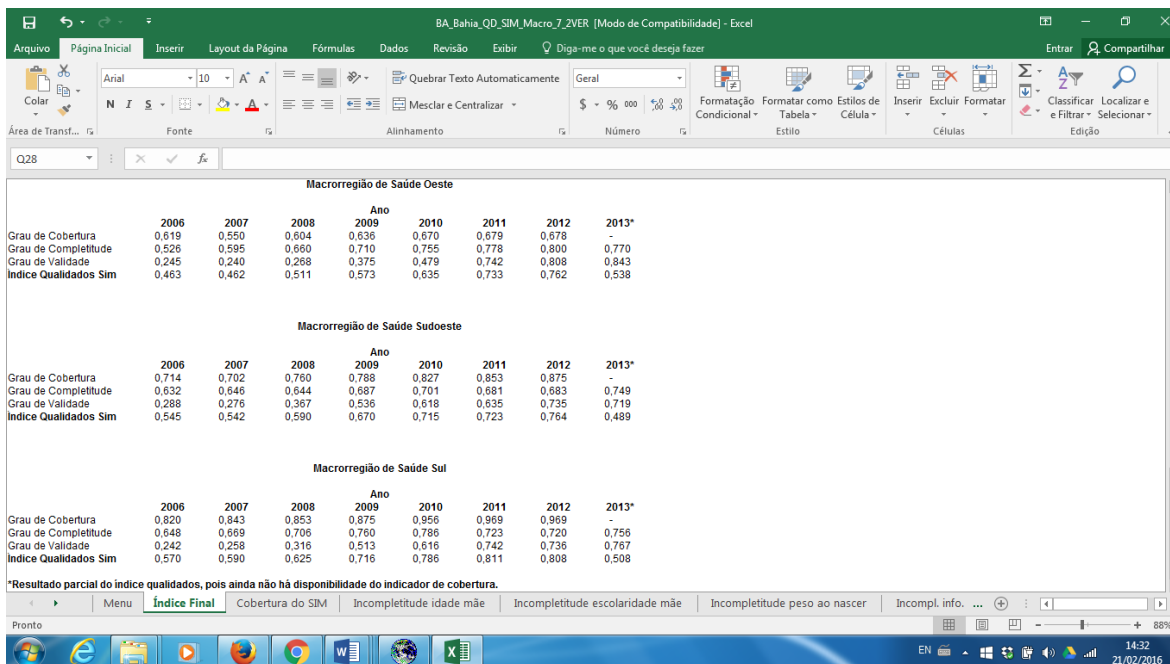 BA_Bahia_QD_SIM_Macro_7_2VER [Modo de Compatibilidade] - Excel
Arquivo Página Inicial Inserir Layout da Página Fórmulas Dados Revisão Exibir Diga-me o que você deseja fazer Entrar Compartilhar
Colar Arial 10 Quebrar Texto Automaticamente Geral
N I S Mesclar e Centralizar $ % 000
Formatação Condicional Formatar como Tabela Estilos de Célula Inserir Excluir Formatar Classificar e Filtrar Localizar e Selecionar
Área de Transf... Fonte Alinhamento Número Estilo Células Edição
Q28 fx
Macrorregião de Saúde Oeste
Ano
2006 2007 2008 2009 2010 2011 2012 2013*
Grau de Cobertura 0,619 0,550 0,604 0,636 0,670 0,679 0,678 -
Grau de Completitude 0,526 0,595 0,660 0,710 0,755 0,778 0,800 0,770
Grau de Validade 0,245 0,240 0,268 0,375 0,479 0,742 0,808 0,843
Índice Qualidados Sim 0,463 0,462 0,511 0,573 0,635 0,733 0,762 0,538
Macrorregião de Saúde Sudoeste
Ano
2006 2007 2008 2009 2010 2011 2012 2013*
Grau de Cobertura 0,714 0,702 0,760 0,788 0,827 0,853 0,875 -
Grau de Completitude 0,632 0,646 0,644 0,687 0,701 0,681 0,683 0,749
Grau de Validade 0,288 0,276 0,367 0,536 0,618 0,635 0,735 0,719
Índice Qualidados Sim 0,545 0,542 0,590 0,670 0,715 0,723 0,764 0,489
Macrorregião de Saúde Sul
Ano
2006 2007 2008 2009 2010 2011 2012 2013*
Grau de Cobertura 0,820 0,843 0,853 0,875 0,956 0,969 0,969 -
Grau de Completitude 0,648 0,669 0,706 0,760 0,786 0,723 0,720 0,756
Grau de Validade 0,242 0,258 0,316 0,513 0,616 0,742 0,736 0,767
Índice Qualidados Sim 0,570 0,590 0,625 0,716 0,786 0,811 0,808 0,508
*Resultado parcial do índice qualidados, pois ainda não há disponibilidade do indicador de cobertura.
Menu Índice Final Cobertura do SIM Incompletitude idade mãe Incompletitude escolaridade mãe Incompletitude peso ao nascer Incompl. info. ...
Pronto 88%
EN 14:32
21/02/2016